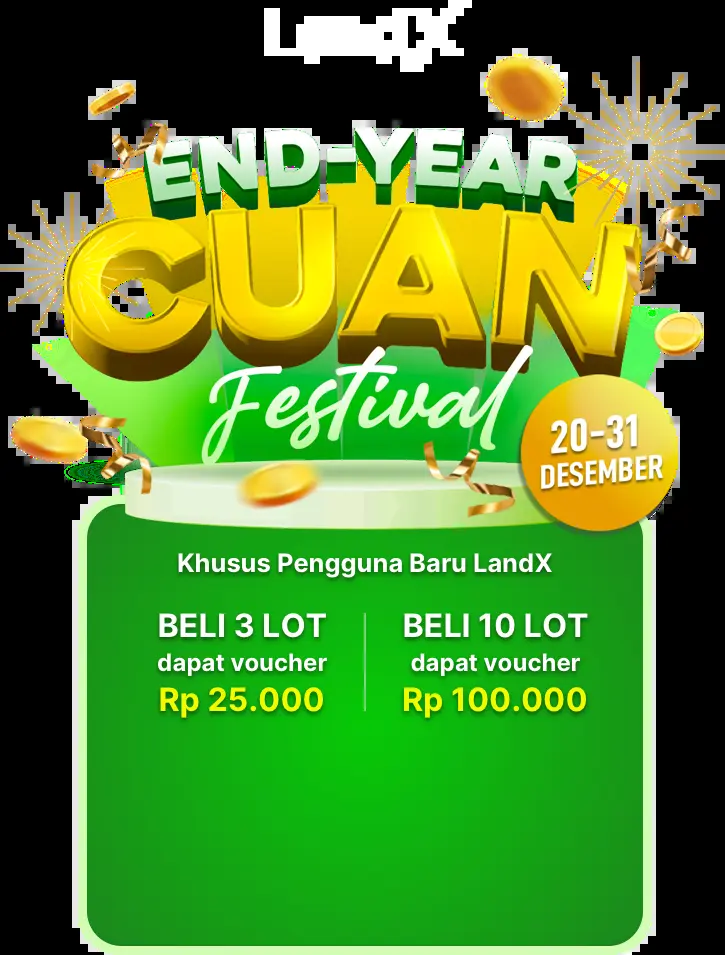 LandX
END-YEAR
CUAN
Festival
20-31
DESEMBER
Khusus Pengguna Baru LandX
BELI 3 LOT
dapat voucher
Rp 25.000
BELI 10 LOT
dapat voucher
Rp 100.000